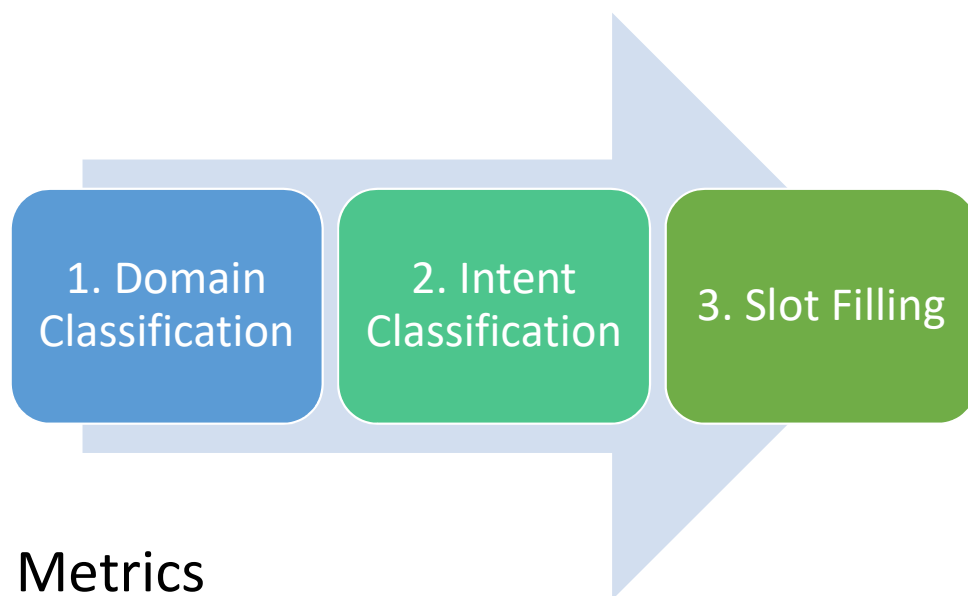 1. Domain
Classification
2. Intent
Classification
3. Slot Filling
Metrics